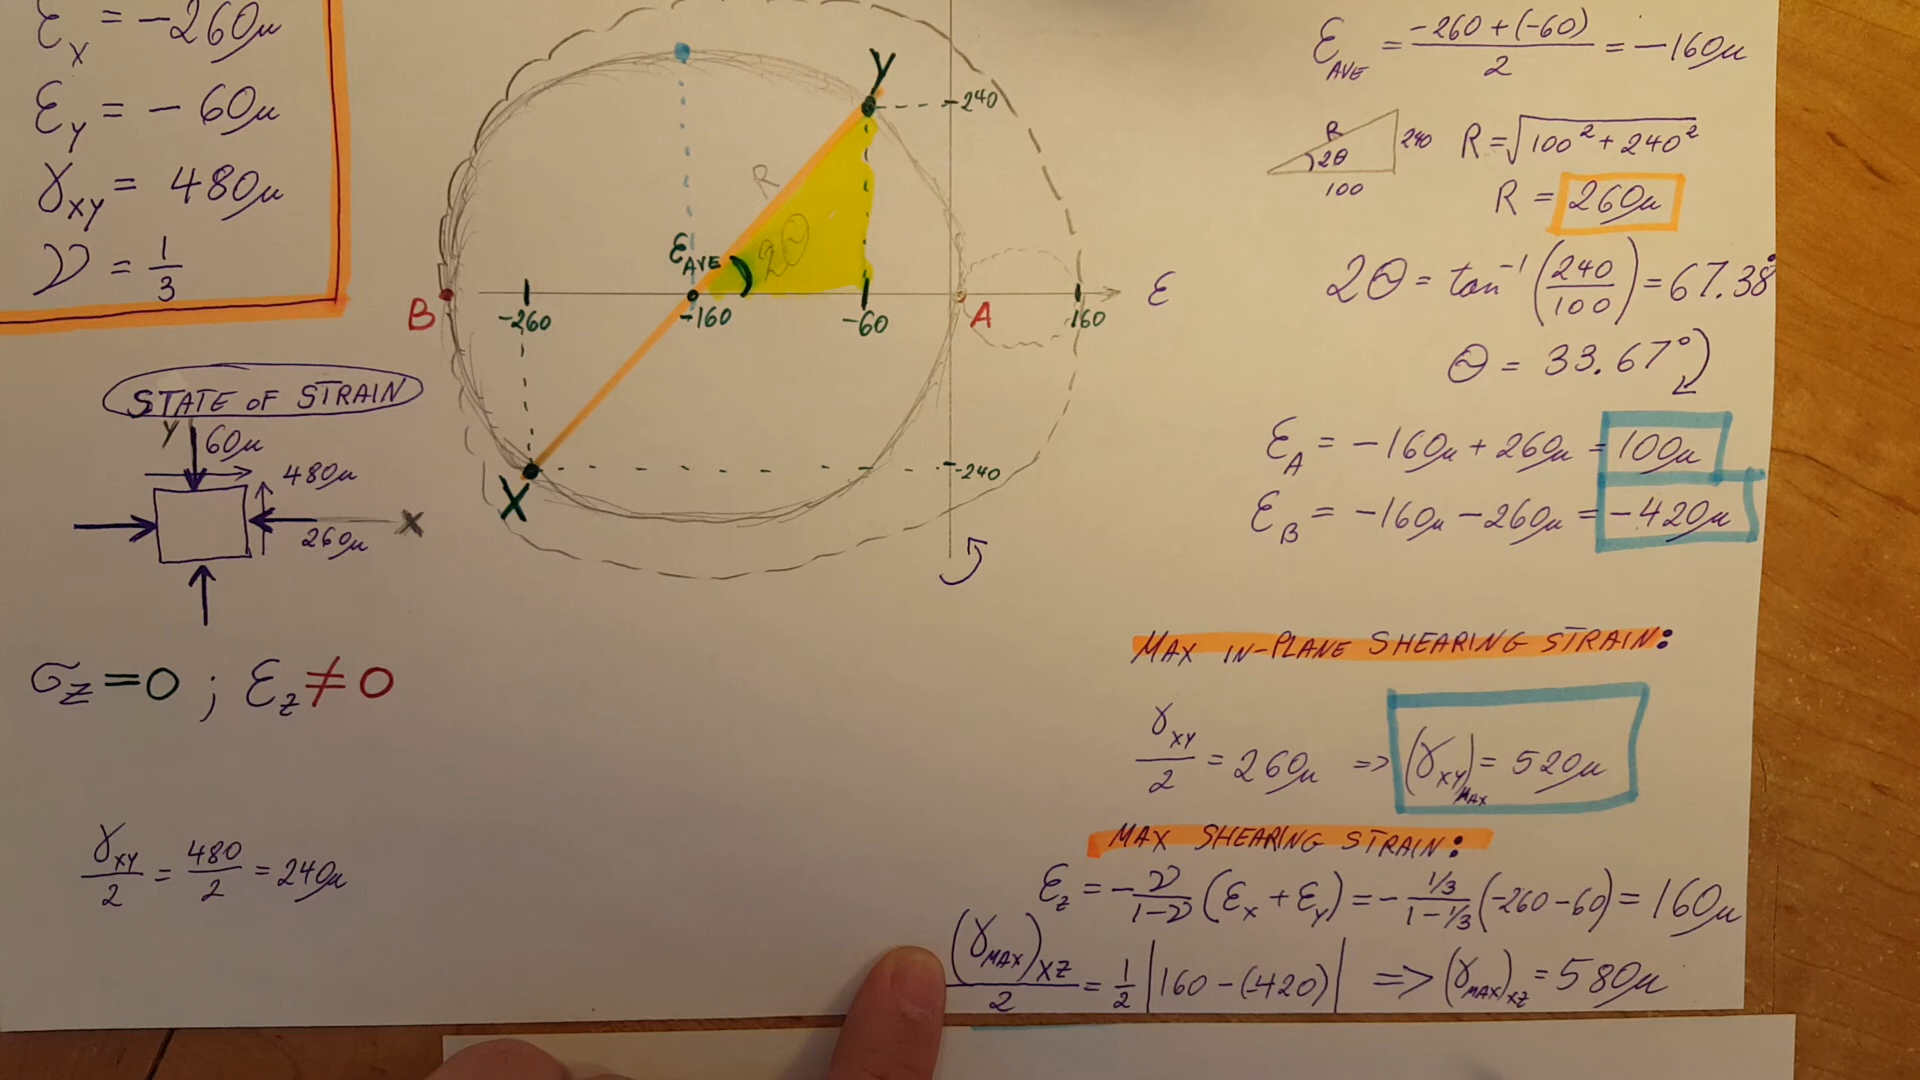 εx = -260μ
εy = -60μ
γxy = 480μ
ν = 1/3
STATE OF STRAIN
Y
60μ
480μ
X
260μ
σz = 0 ; εz ≠ 0
γxy/2 = 480/2 = 240μ
Y
-240
R
εAVE
2θ
B
-260
-160
-60
A
160
ε
X
-240
εAVE = (-260 + (-60))/2 = -160μ
R
2θ
240
100
R = √(100² + 240²)
R = 260μ
2θ = tan⁻¹(240/100) = 67.38°
θ = 33.67°
εA = -160μ + 260μ = 100μ
εB = -160μ - 260μ = -420μ
MAX IN-PLANE SHEARING STRAIN:
γxy/2 = 260μ => (γxy)MAX = 520μ
MAX SHEARING STRAIN:
εz = -ν/(1-ν) (εx + εy) = -(1/3)/(1-1/3) (-260-60) = 160μ
(γMAX)xz/2 = 1/2 |160 - (-420)| => (γMAX)xz = 580μ